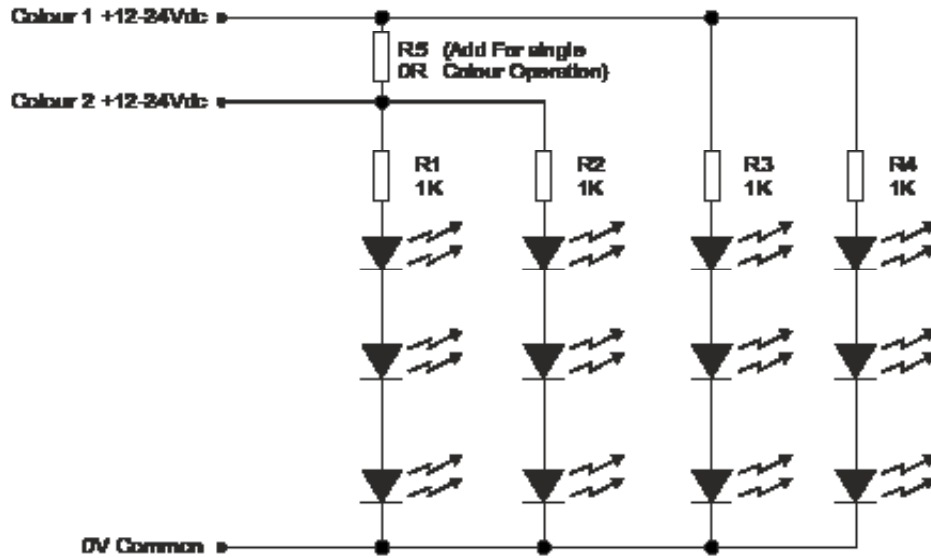 Colour 1 +12-24Vdc
R5 (Add For single
0R Colour Operation)
Colour 2 +12-24Vdc
R1
1K
R2
1K
R3
1K
R4
1K
0V Common